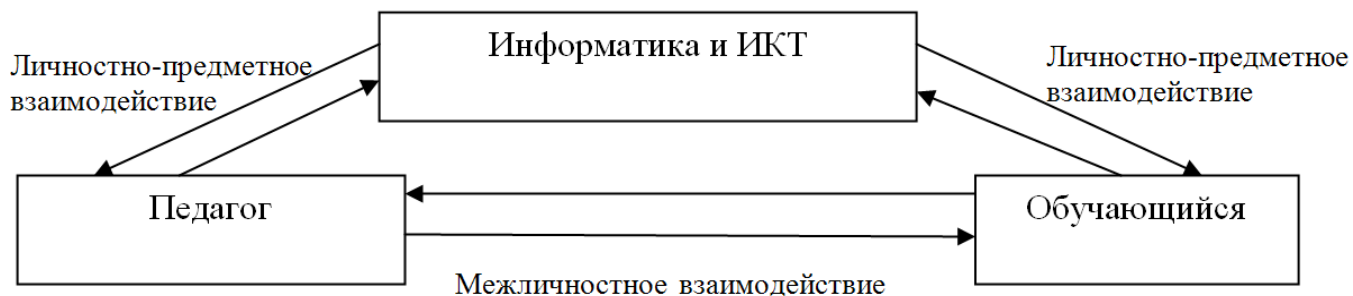 Информатика и ИКТ
Личностно-предметное
взаимодействие
Личностно-предметное
взаимодействие
Педагог
Обучающийся
Межличностное взаимодействие